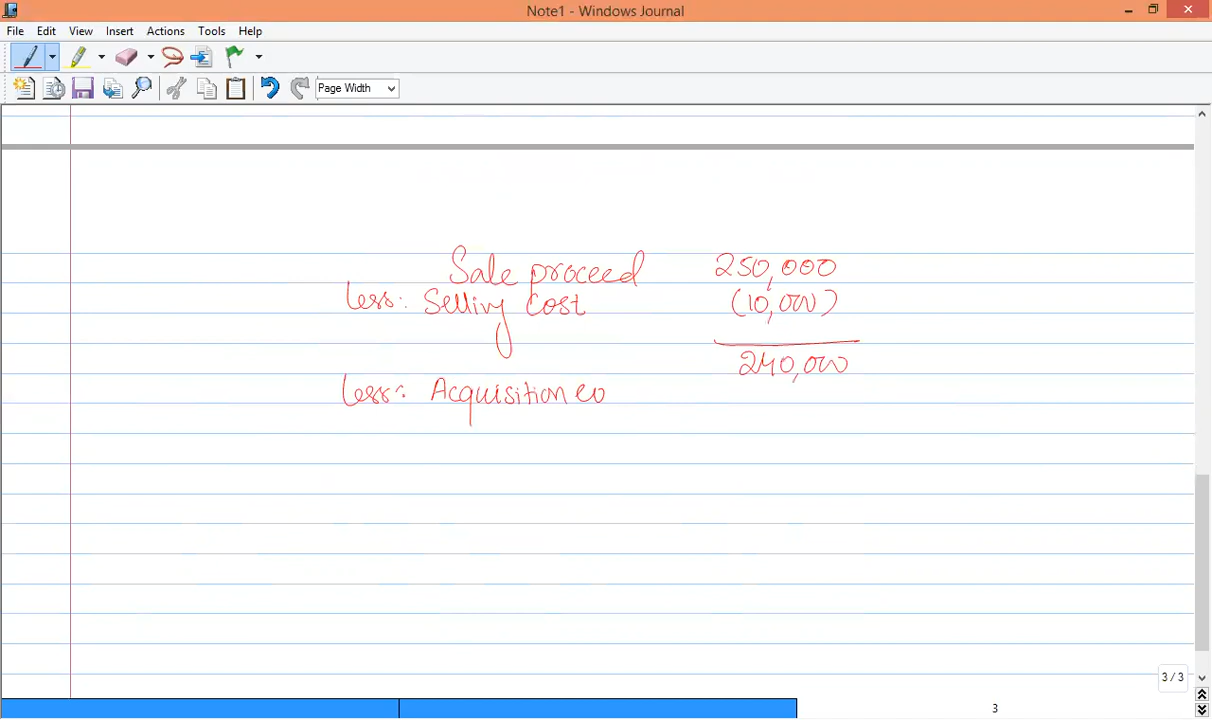 Note1 - Windows Journal
File Edit View Insert Actions Tools Help
Page Width
Sale proceed 250,000
less: Selling cost (10,000)
240,000
less: Acquisition co
3 / 3
3